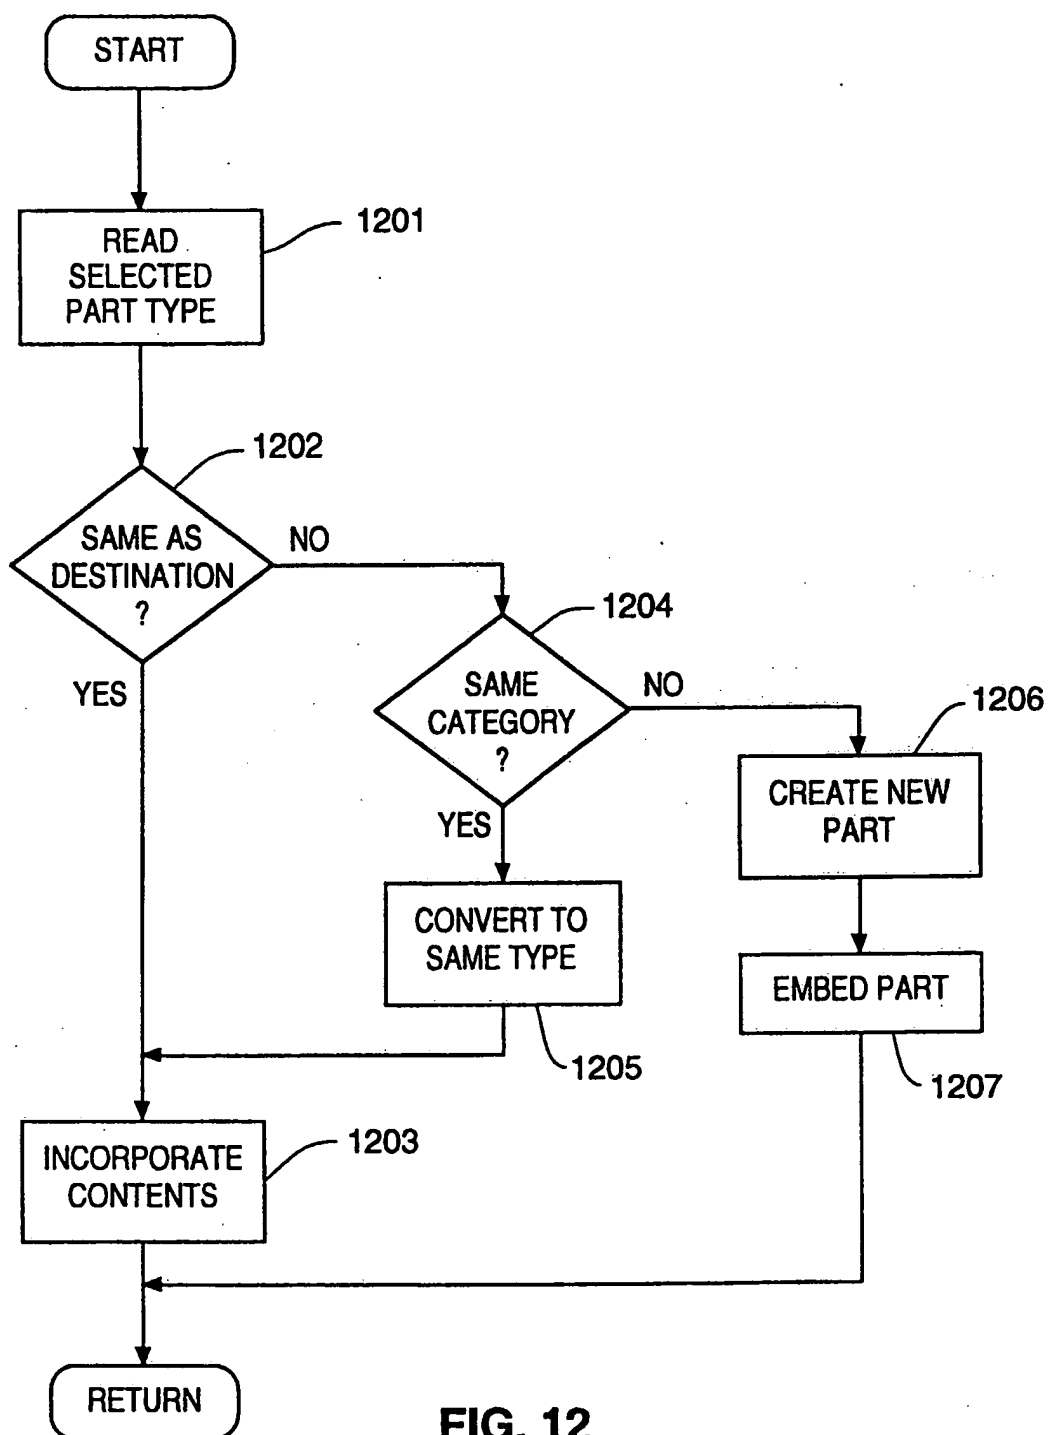 START
1201
READ
SELECTED
PART TYPE
1202
SAME AS
DESTINATION
?
NO
YES
1204
SAME
CATEGORY
?
NO
YES
1206
CREATE NEW
PART
CONVERT TO
SAME TYPE
1205
EMBED PART
1207
1203
INCORPORATE
CONTENTS
RETURN
FIG. 12